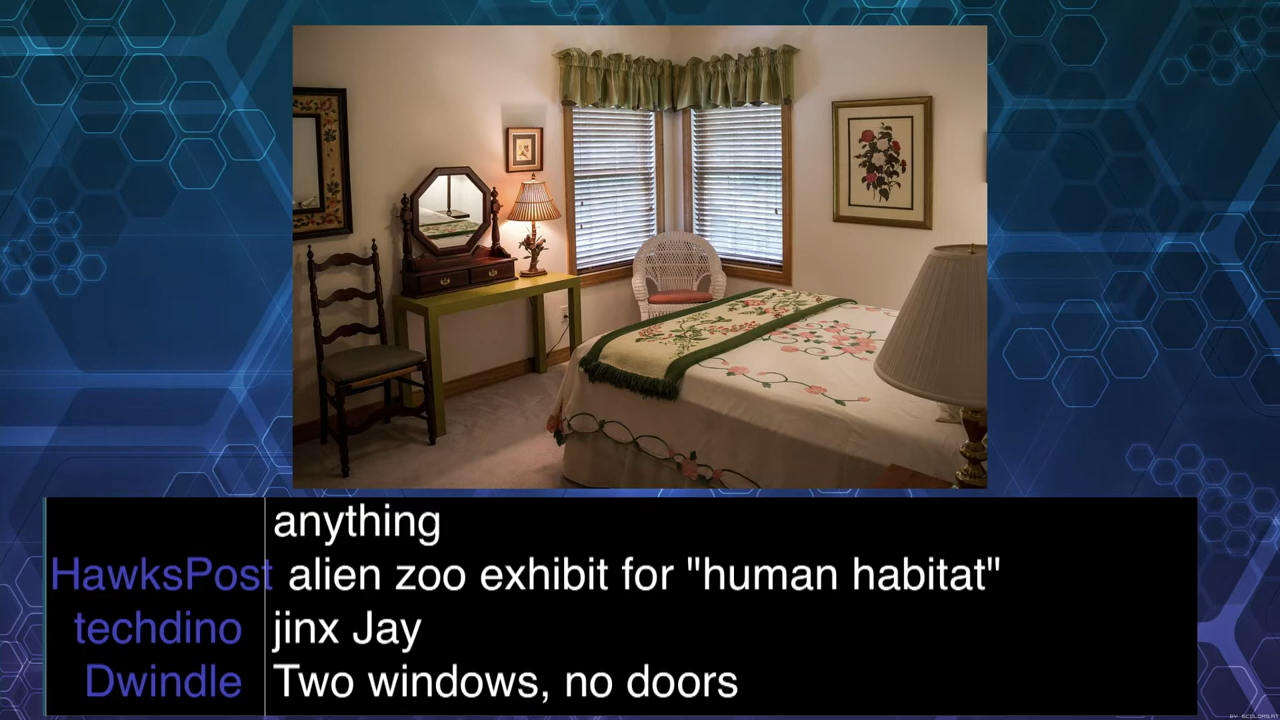 anything
HawksPost alien zoo exhibit for "human habitat"
techdino jinx Jay
Dwindle Two windows, no doors